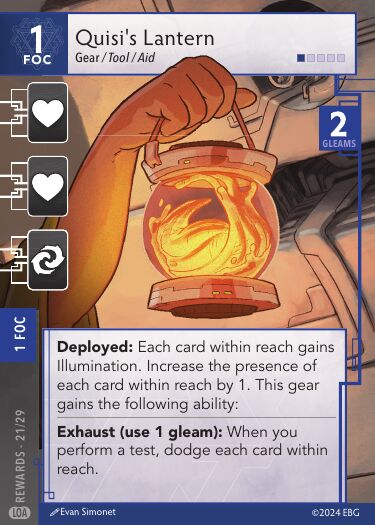 1
FOC
Quisi's Lantern
Gear / Tool / Aid
2
GLEAMS
1 FOC
Deployed: Each card within reach gains
Illumination. Increase the presence of
each card within reach by 1. This gear
gains the following ability:
Exhaust (use 1 gleam): When you
perform a test, dodge each card within
reach.
LOA REWARDS - 21/29
Evan Simonet
©2024 EBG